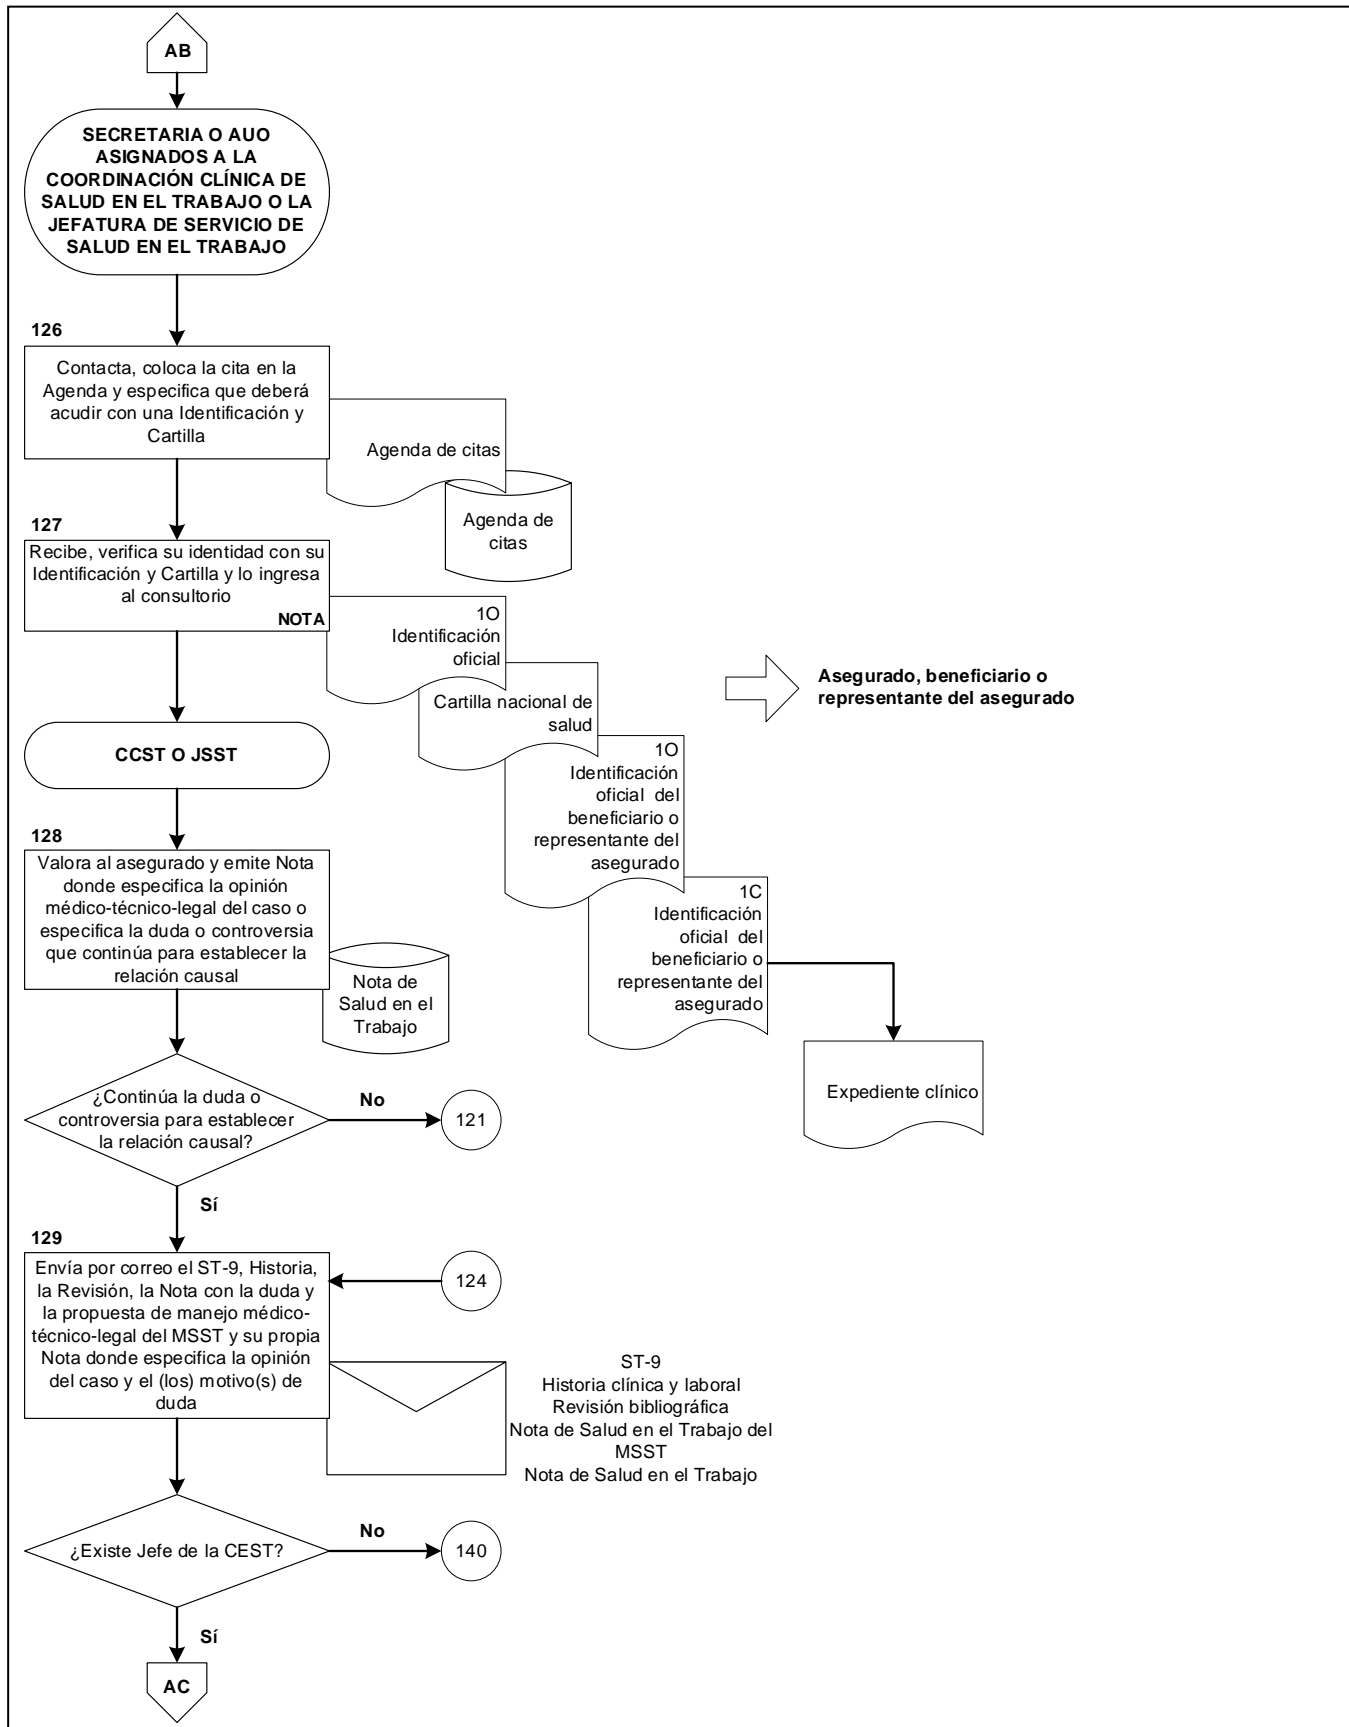 AB
SECRETARIA O AUO
ASIGNADOS A LA
COORDINACIÓN CLÍNICA DE
SALUD EN EL TRABAJO O LA
JEFATURA DE SERVICIO DE
SALUD EN EL TRABAJO
126
Contacta, coloca la cita en la
Agenda y especifica que deberá
acudir con una Identificación y
Cartilla
Agenda de citas
Agenda de
citas
127
Recibe, verifica su identidad con su
Identificación y Cartilla y lo ingresa
al consultorio
NOTA
1O
Identificación
oficial
Cartilla nacional de
salud
Asegurado, beneficiario o
representante del asegurado
1O
Identificación
oficial del
beneficiario o
representante del
asegurado
1C
Identificación
oficial del
beneficiario o
representante del
asegurado
Expediente clínico
CCST O JSST
128
Valora al asegurado y emite Nota
donde especifica la opinión
médico-técnico-legal del caso o
especifica la duda o controversia
que continúa para establecer la
relación causal
Nota de
Salud en el
Trabajo
¿Continúa la duda o
controversia para establecer
la relación causal?
No
121
Sí
129
Envía por correo el ST-9, Historia,
la Revisión, la Nota con la duda y
la propuesta de manejo médico-
técnico-legal del MSST y su propia
Nota donde especifica la opinión
del caso y el (los) motivo(s) de
duda
124
ST-9
Historia clínica y laboral
Revisión bibliográfica
Nota de Salud en el Trabajo del
MSST
Nota de Salud en el Trabajo
¿Existe Jefe de la CEST?
No
140
Sí
AC